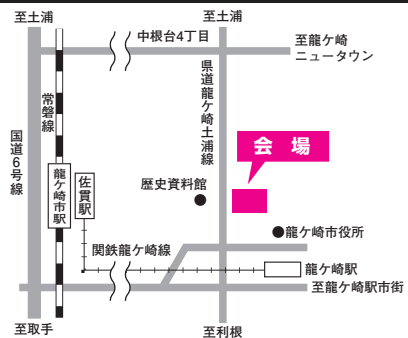 至土浦
至土浦
中根台4丁目
至龍ケ崎
ニュータウン
県道龍ケ崎土浦線
常磐線
国道6号線
会場
龍ケ崎市駅
佐貫駅
歴史資料館
龍ケ崎市役所
関鉄龍ケ崎線
龍ケ崎駅
至龍ケ崎駅市街
至取手
至利根